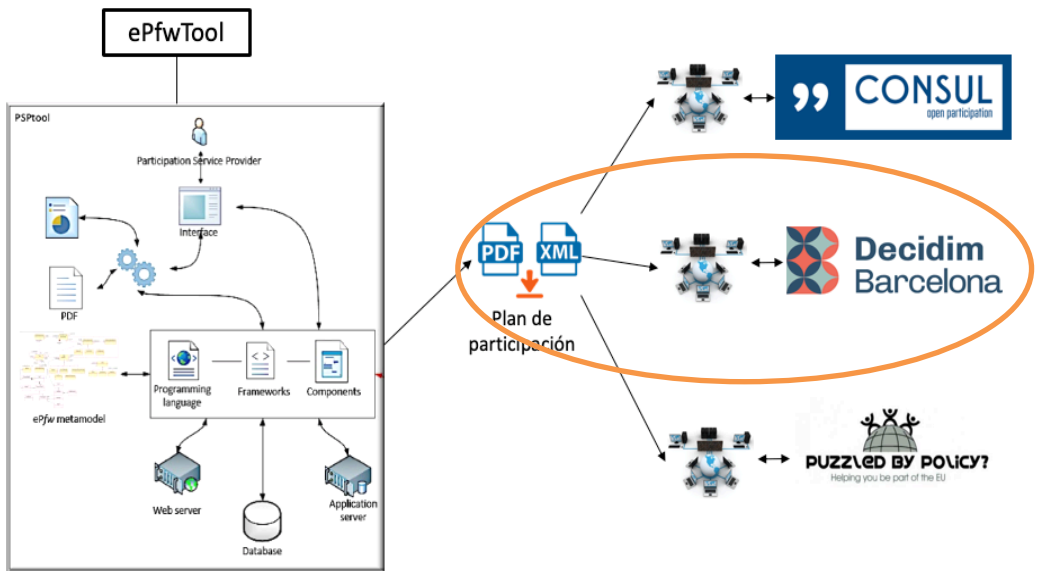 ePfwTool
PSPtool
Participation Service Provider
Interface
PDF
ePfw metamodel
Programming
language
Frameworks
Components
Web server
Database
Application
server
PDF
XML
Plan de
participación
CONSUL
open participation
Decidim
Barcelona
PUZZLED BY POLICY?
Helping you be part of the EU